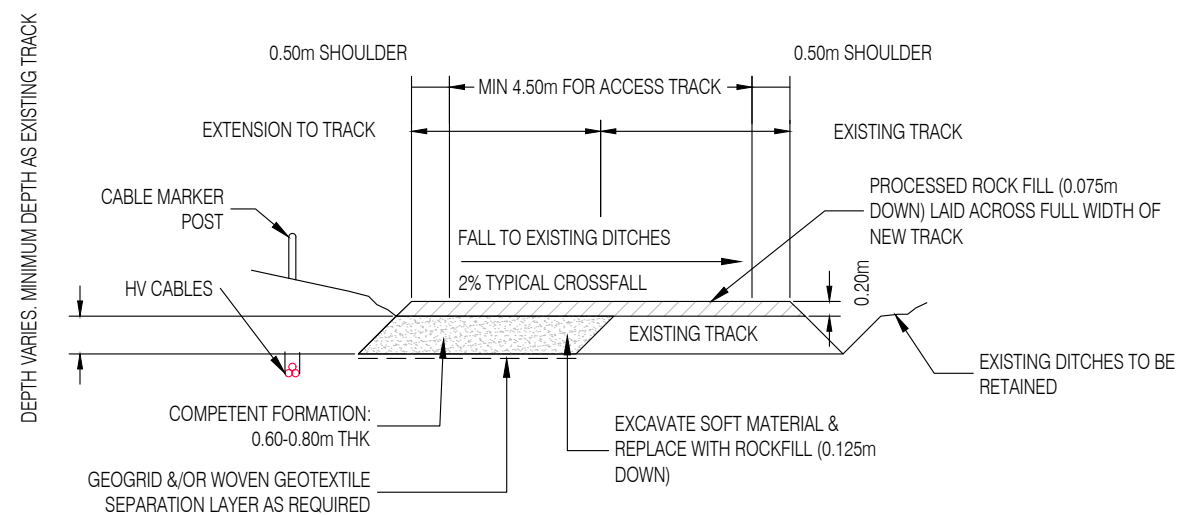 DEPTH VARIES. MINIMUM DEPTH AS EXISTING TRACK
0.50m SHOULDER
0.50m SHOULDER
MIN 4.50m FOR ACCESS TRACK
EXTENSION TO TRACK
EXISTING TRACK
PROCESSED ROCK FILL (0.075m
DOWN) LAID ACROSS FULL WIDTH OF
NEW TRACK
CABLE MARKER
POST
FALL TO EXISTING DITCHES
2% TYPICAL CROSSFALL
HV CABLES
0.20m
EXISTING TRACK
EXISTING DITCHES TO BE
RETAINED
COMPETENT FORMATION:
0.60-0.80m THK
EXCAVATE SOFT MATERIAL &
REPLACE WITH ROCKFILL (0.125m
DOWN)
GEOGRID &/OR WOVEN GEOTEXTILE
SEPARATION LAYER AS REQUIRED